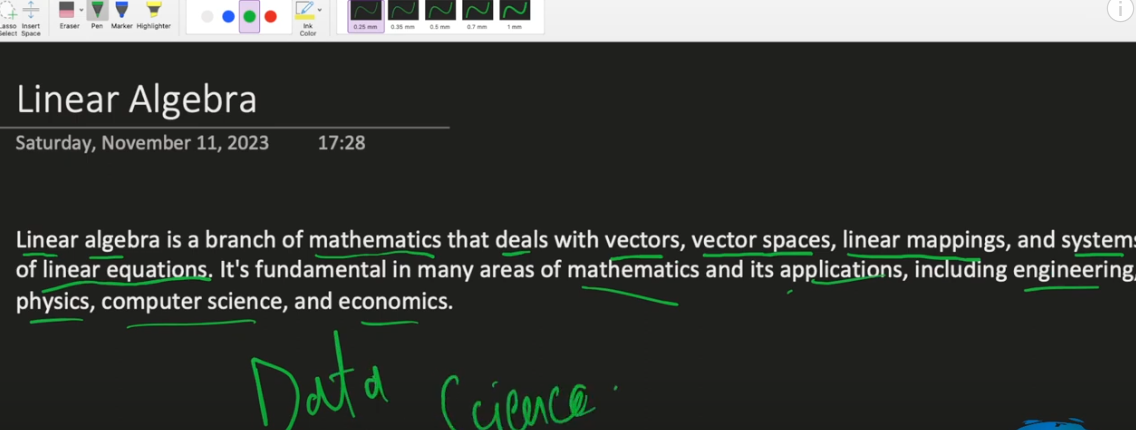 Lasso Select
Insert Space
Eraser
Pen
Marker
Highlighter
Ink Color
0.25 mm
0.35 mm
0.5 mm
0.7 mm
1 mm
Linear Algebra
Saturday, November 11, 2023 17:28
Linear algebra is a branch of mathematics that deals with vectors, vector spaces, linear mappings, and systems
of linear equations. It's fundamental in many areas of mathematics and its applications, including engineering,
physics, computer science, and economics.
Data Science.